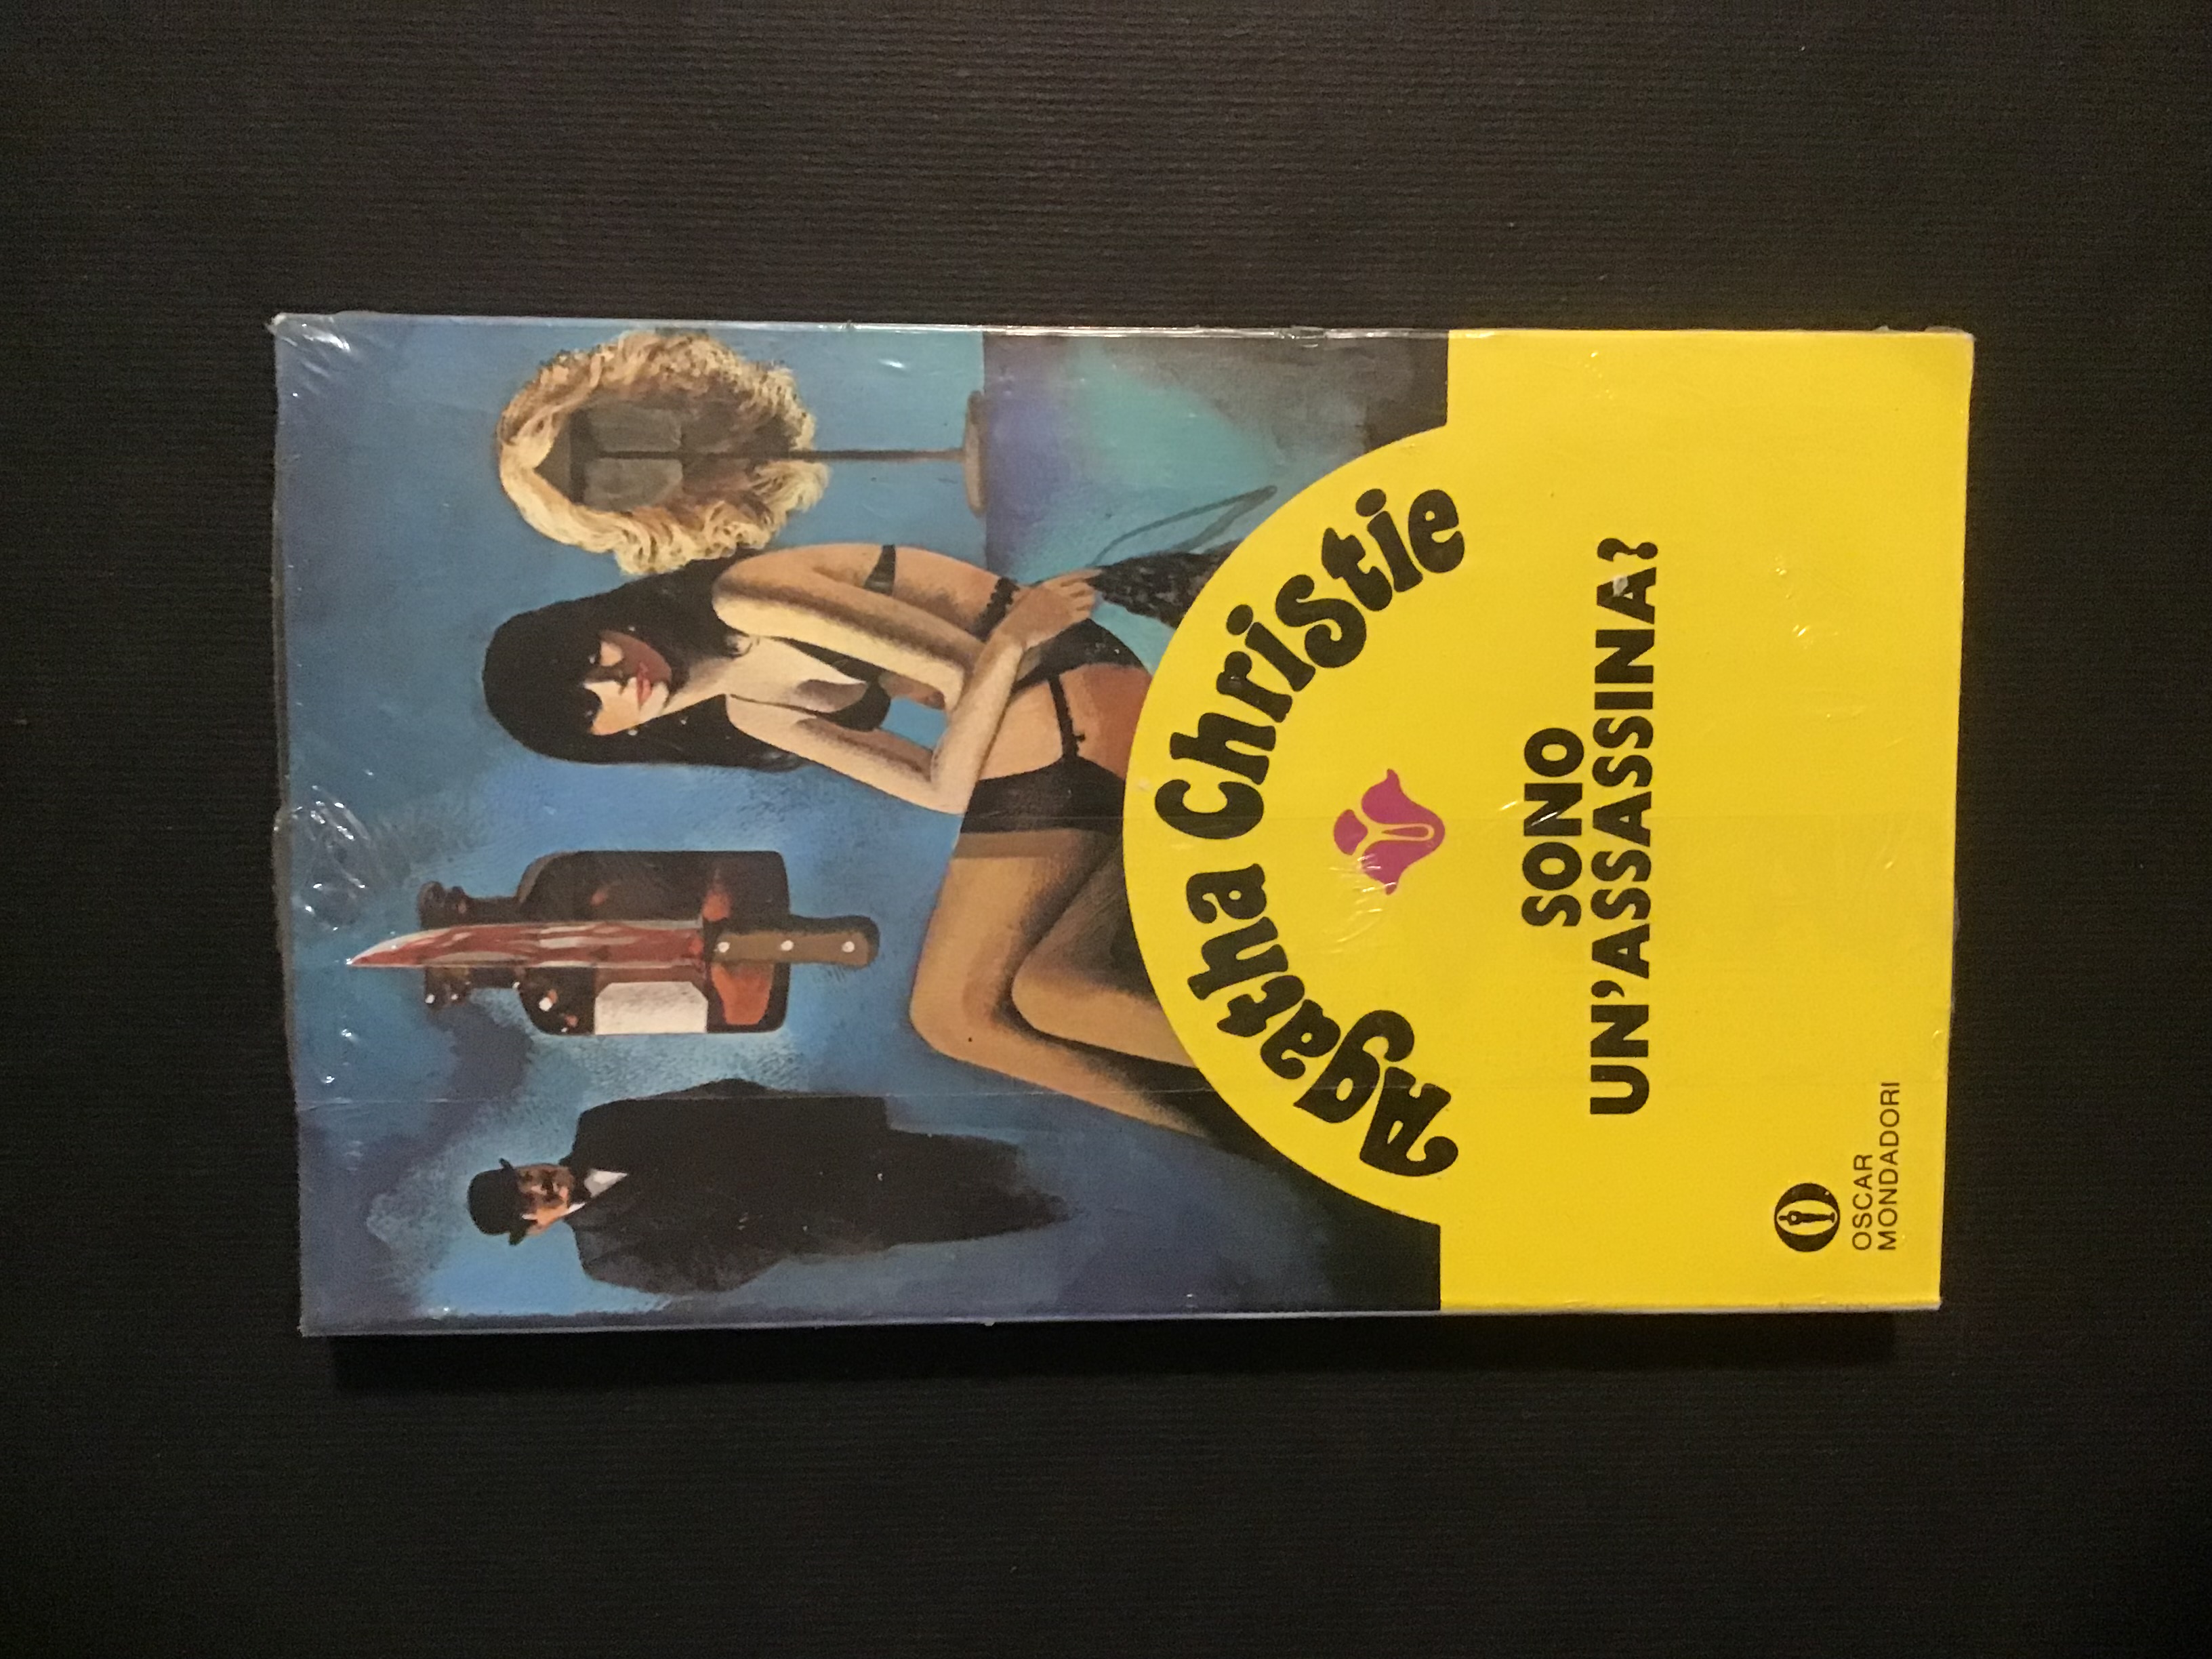 Agatha Christie
SONO
UN'ASSASSINA?
OSCAR
MONDADORI